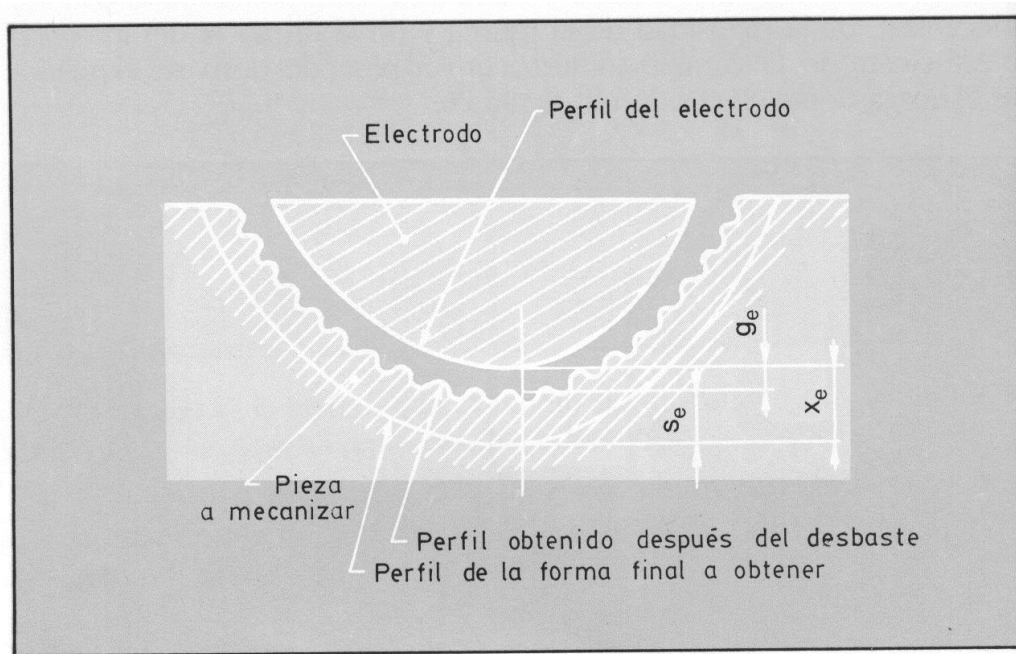 Perfil del electrodo
Electrodo
gₑ
xₑ
sₑ
Pieza
a mecanizar
Perfil obtenido después del desbaste
Perfil de la forma final a obtener